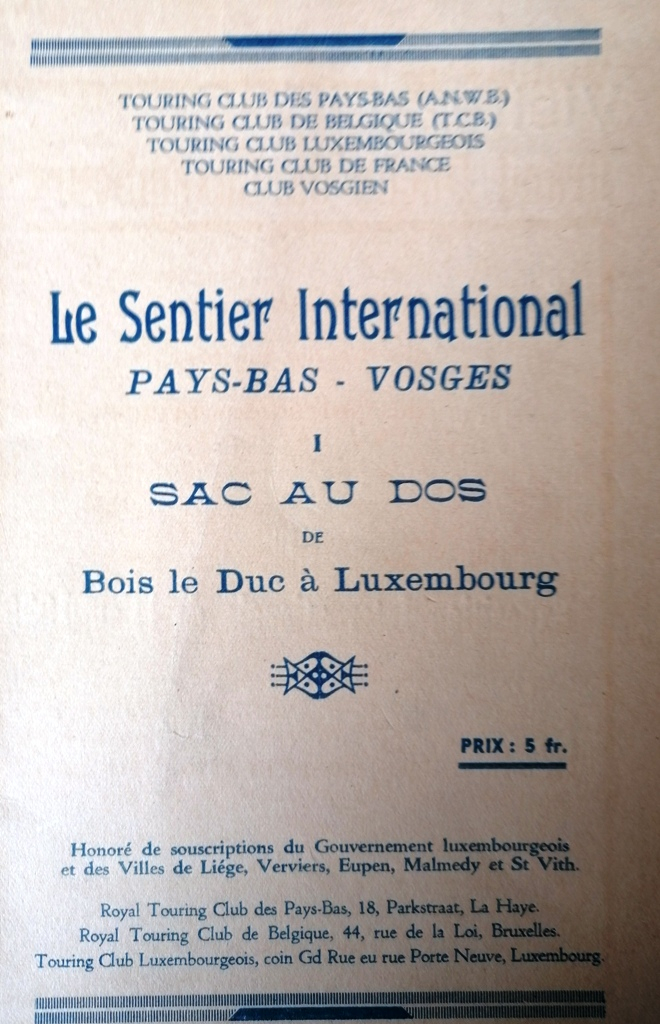 TOURING CLUB DES PAYS-BAS (A.N.W.B.)
TOURING CLUB DE BELGIQUE (T.C.B.)
TOURING CLUB LUXEMBOURGEOIS
TOURING CLUB DE FRANCE
CLUB VOSGIEN
Le Sentier International
PAYS-BAS - VOSGES
I
SAC AU DOS
DE
Bois le Duc à Luxembourg
PRIX : 5 fr.
Honoré de souscriptions du Gouvernement luxembourgeois
et des Villes de Liége, Verviers, Eupen, Malmedy et St Vith.
Royal Touring Club des Pays-Bas, 18, Parkstraat, La Haye.
Royal Touring Club de Belgique, 44, rue de la Loi, Bruxelles.
Touring Club Luxembourgeois, coin Gd Rue eu rue Porte Neuve, Luxembourg.